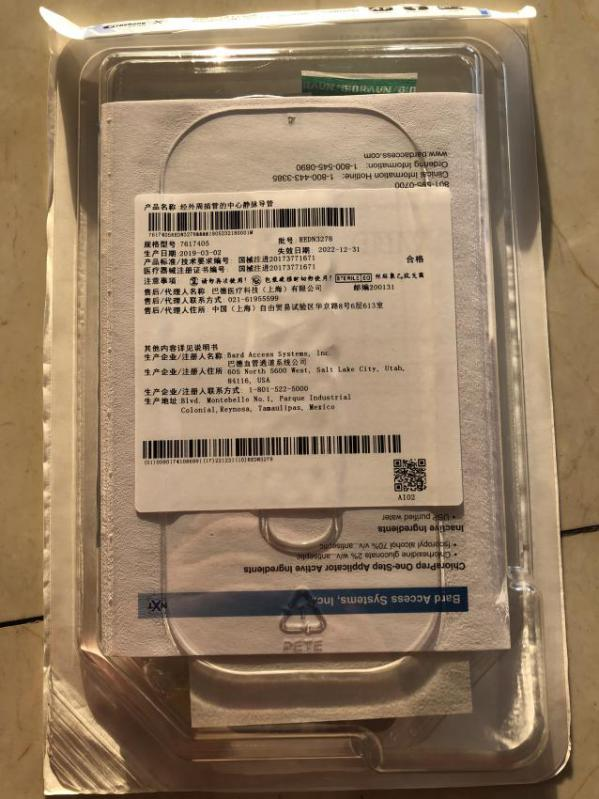 www.bardaccess.com
Ordering Information: 1-800-545-0890
Clinical Information Hotline: 1-800-443-3385
801-595-0700
产品名称: 经外周插管的中心静脉导管
规格型号: 7617405
批号: REDN3278
生产日期: 2019-03-02
失效日期: 2022-12-31
产品标准/技术要求编号: 国械注进20173771671
合格
医疗器械注册证书编号: 国械注进20173771671
注意事项
请勿再次使用!
包装破损时切勿使用!
STERILE EO
环氧乙烷灭菌
售后/代理人名称: 巴德医疗科技(上海)有限公司
邮编200131
售后/代理人联系方式: 021-61955599
售后/代理人住所: 中国(上海)自由贸易试验区华京路8号6层613室
其他内容详见说明书
生产企业/注册人名称: Bard Access Systems, Inc.
巴德血管通道系统公司
生产企业/注册人住所: 605 North 5600 West, Salt Lake City, Utah,
84116, USA
生产企业/注册人联系方式: 1-801-522-5000
生产地址: Blvd. Montebello No.1, Parque Industrial
Colonial, Reynosa, Tamaulipas, Mexico
A102
• USP purified water
Inactive Ingredients
• Isopropyl alcohol 70% v/v, antiseptic
• Chlorhexidine gluconate 2% w/v, antiseptic
ChloraPrep One-Step Applicator Active Ingredients
Bard Access Systems, Inc.
PETE